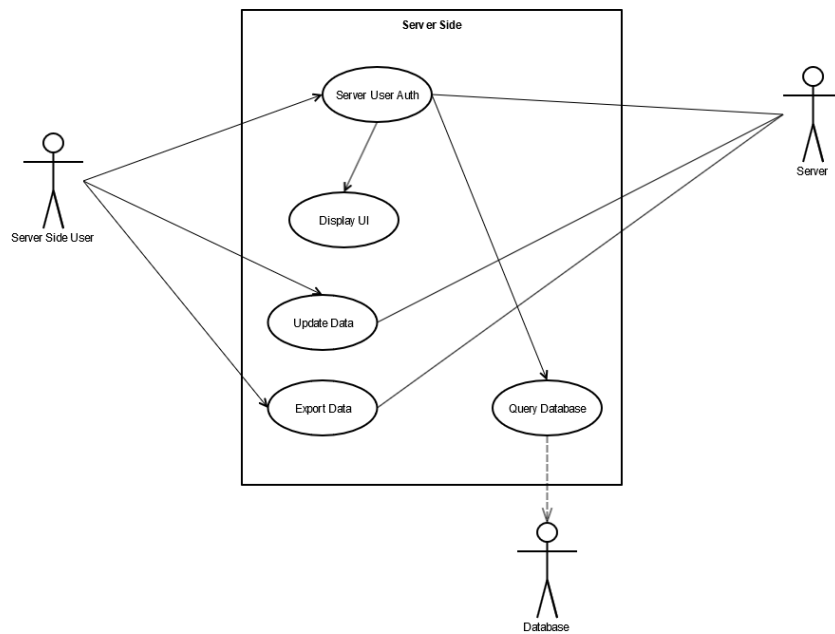 Server Side
Server User Auth
Server
Display UI
Server Side User
Update Data
Export Data
Query Database
Database